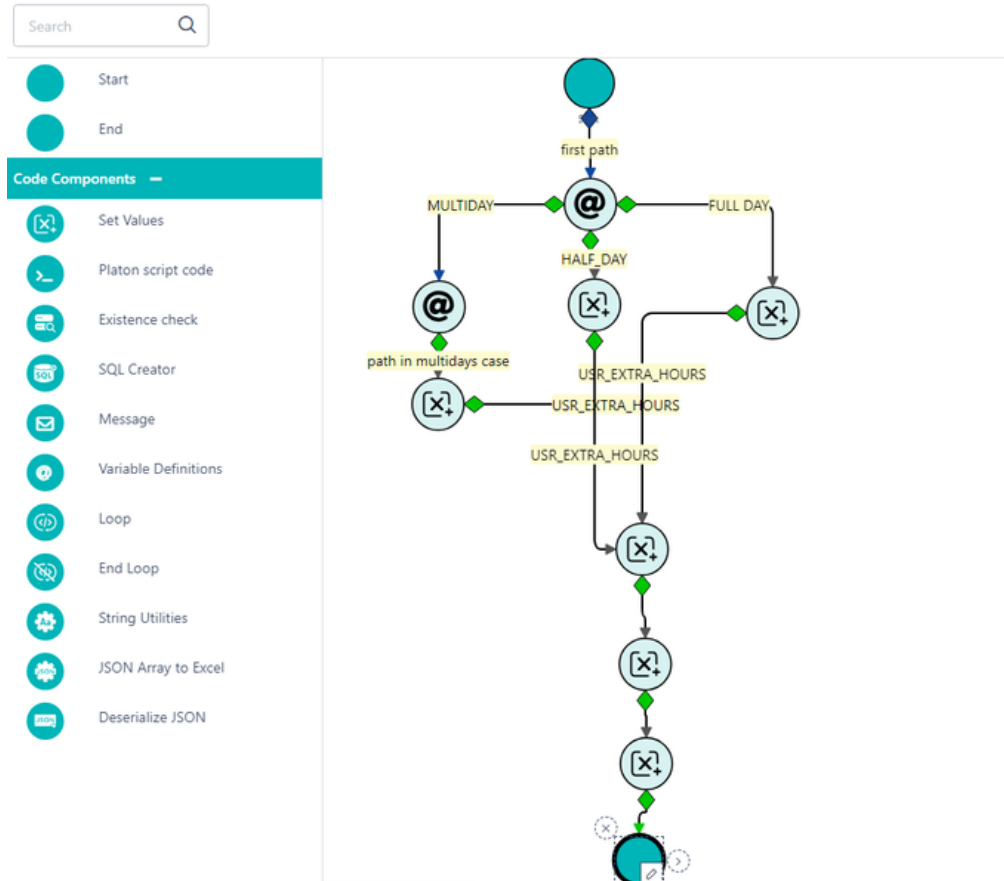 Search
Start
End
Code Components
Set Values
Platon script code
Existence check
SQL Creator
Message
Variable Definitions
Loop
End Loop
String Utilities
JSON Array to Excel
Deserialize JSON
first path
MULTIDAY
FULL DAY
HALF_DAY
path in multidays case
USR_EXTRA_HOURS
USR_EXTRA_HOURS
USR_EXTRA_HOURS